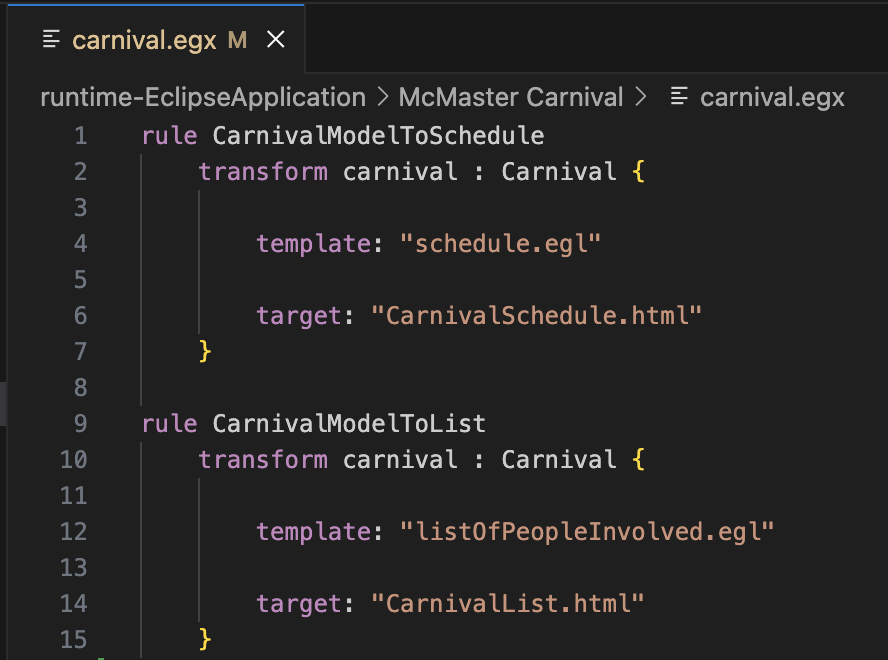 carnival.egx M
runtime-EclipseApplication > McMaster Carnival > carnival.egx
1 rule CarnivalModelToSchedule
2 transform carnival : Carnival {
3
4 template: "schedule.egl"
5
6 target: "CarnivalSchedule.html"
7 }
8
9 rule CarnivalModelToList
10 transform carnival : Carnival {
11
12 template: "listOfPeopleInvolved.egl"
13
14 target: "CarnivalList.html"
15 }